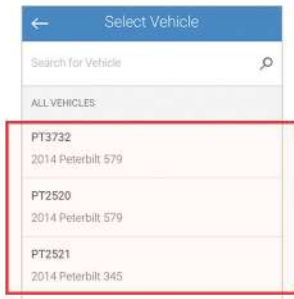 Select Vehicle
Search for Vehicle
ALL VEHICLES
PT3732
2014 Peterbilt 579
PT2520
2014 Peterbilt 579
PT2521
2014 Peterbilt 345